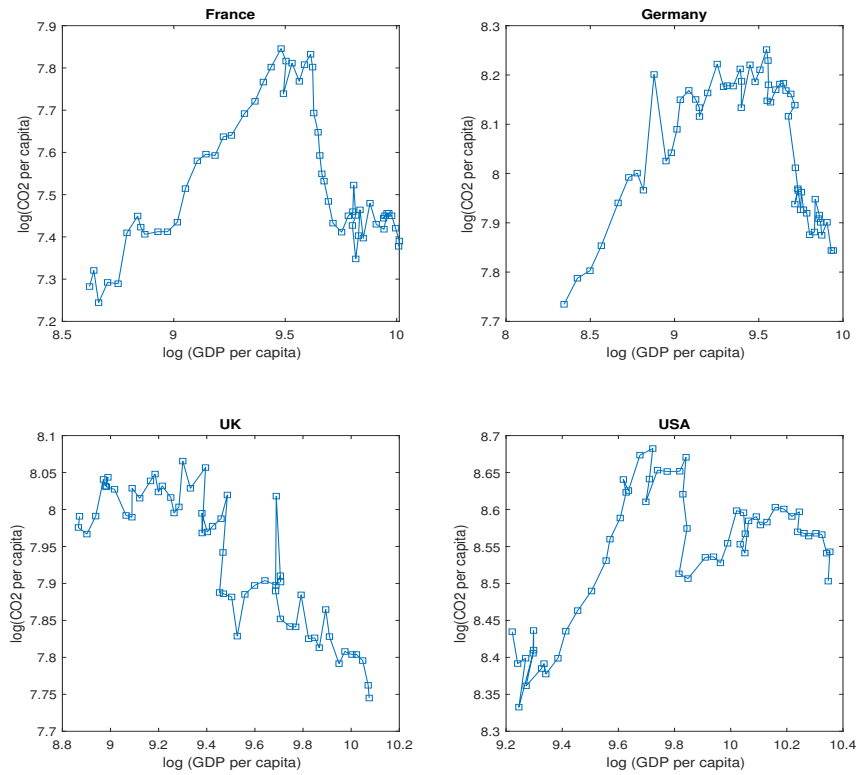 France
7.9
7.8
7.7
7.6
7.5
7.4
7.3
7.2
log(CO2 per capita)
8.5 9 9.5 10
log (GDP per capita)
Germany
8.3
8.2
8.1
8
7.9
7.8
7.7
log(CO2 per capita)
8 8.5 9 9.5 10
log (GDP per capita)
UK
8.1
8.05
8
7.95
7.9
7.85
7.8
7.75
7.7
log(CO2 per capita)
8.8 9 9.2 9.4 9.6 9.8 10 10.2
log (GDP per capita)
USA
8.7
8.65
8.6
8.55
8.5
8.45
8.4
8.35
8.3
log(CO2 per capita)
9.2 9.4 9.6 9.8 10 10.2 10.4
log (GDP per capita)